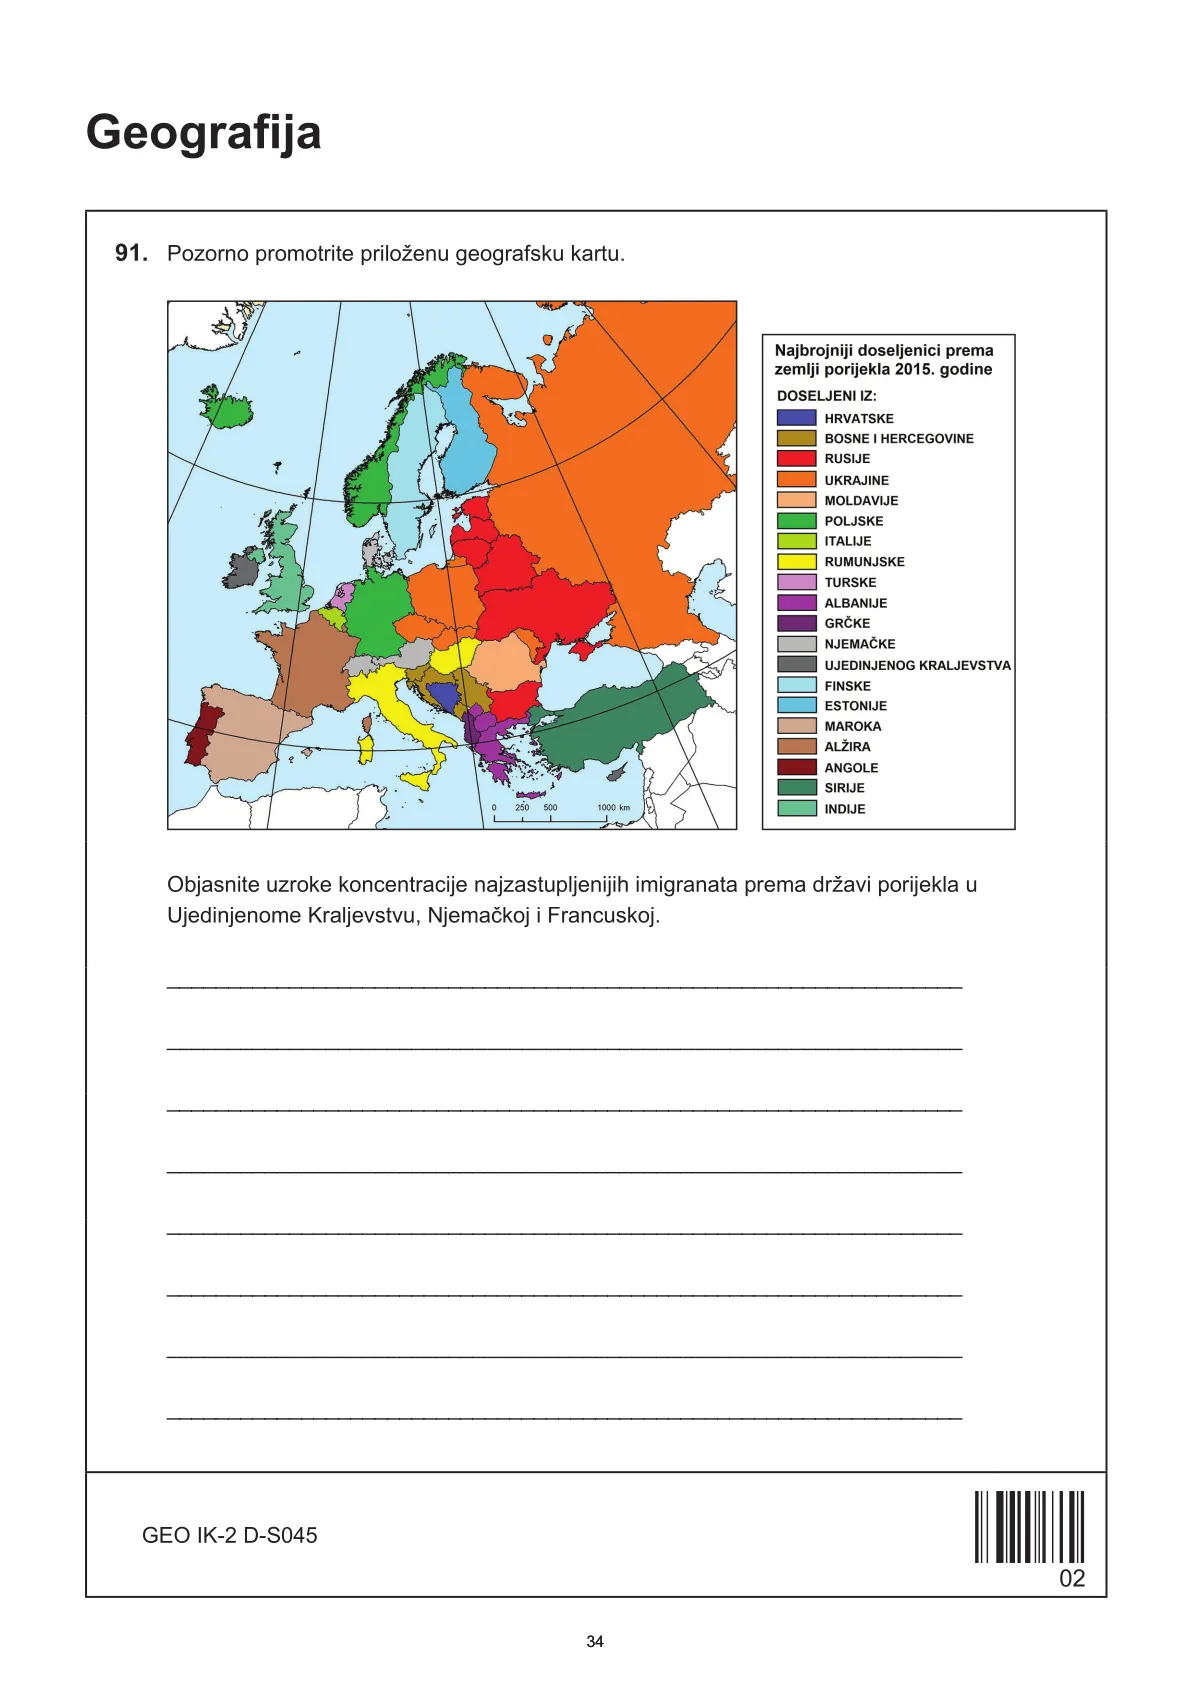 Geografija
91. Pozorno promotrite priloženu geografsku kartu.
Najbrojniji doseljenici prema
zemlji porijekla 2015. godine
DOSELJENI IZ:
HRVATSKE
BOSNE I HERCEGOVINE
RUSIJE
UKRAJINE
MOLDAVIJE
POLJSKE
ITALIJE
RUMUNJSKE
TURSKE
ALBANIJE
GRČKE
NJEMAČKE
UJEDINJENOG KRALJEVSTVA
FINSKE
ESTONIJE
MAROKA
ALŽIRA
ANGOLE
SIRIJE
INDIJE
0 250 500 1000 km
Objasnite uzroke koncentracije najzastupljenijih imigranata prema državi porijekla u
Ujedinjenome Kraljevstvu, Njemačkoj i Francuskoj.
GEO IK-2 D-S045
02
34